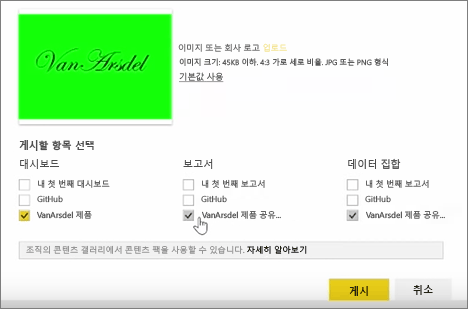 VanArsdel
이미지 또는 회사 로고 업로드
이미지 크기: 45KB 이하. 4:3 가로 세로 비율. JPG 또는 PNG 형식
기본값 사용
게시할 항목 선택
대시보드 보고서 데이터 집합
내 첫 번째 대시보드 내 첫 번째 보고서 내 첫 번째 보고서
GitHub GitHub GitHub
VanArsdel 제품 VanArsdel 제품 공유... VanArsdel 제품 공유...
조직의 콘텐츠 갤러리에서 콘텐츠 팩을 사용할 수 있습니다. 자세히 알아보기
게시 취소